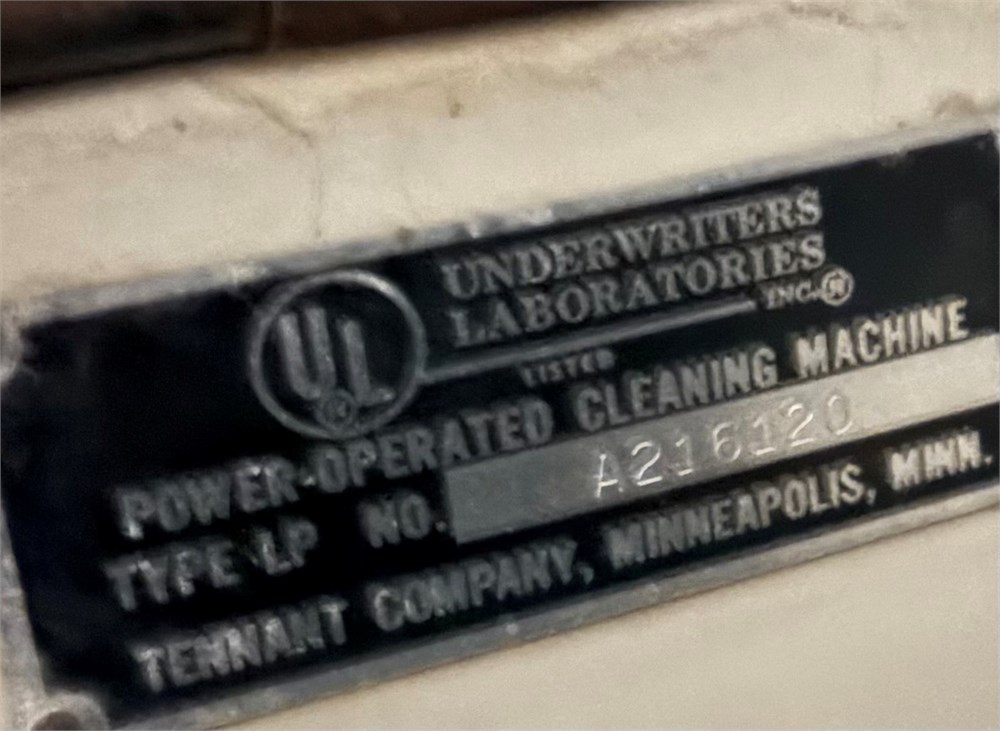 UL®
UNDERWRITERS
LABORATORIES
INC.®
LISTED
POWER-OPERATED CLEANING MACHINE
TYPE LP NO. A216120
TENNANT COMPANY, MINNEAPOLIS, MINN.